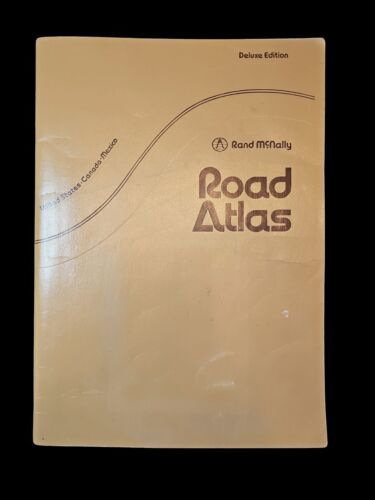 Deluxe Edition
United States-Canada-Mexico
Rand McNally
Road
Atlas